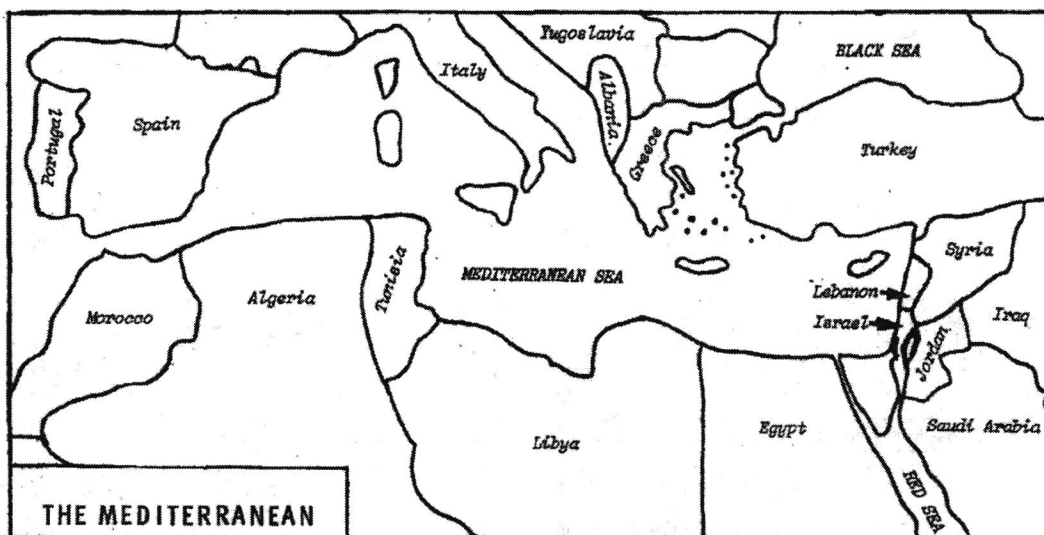 Yugoslavia
BLACK SEA
Italy
Albania
Portugal
Spain
Greece
Turkey
Tunisia
Syria
MEDITERRANEAN SEA
Algeria
Lebanon
Morocco
Israel
Iraq
Jordan
Libya
Egypt
Saudi Arabia
RED SEA
THE MEDITERRANEAN